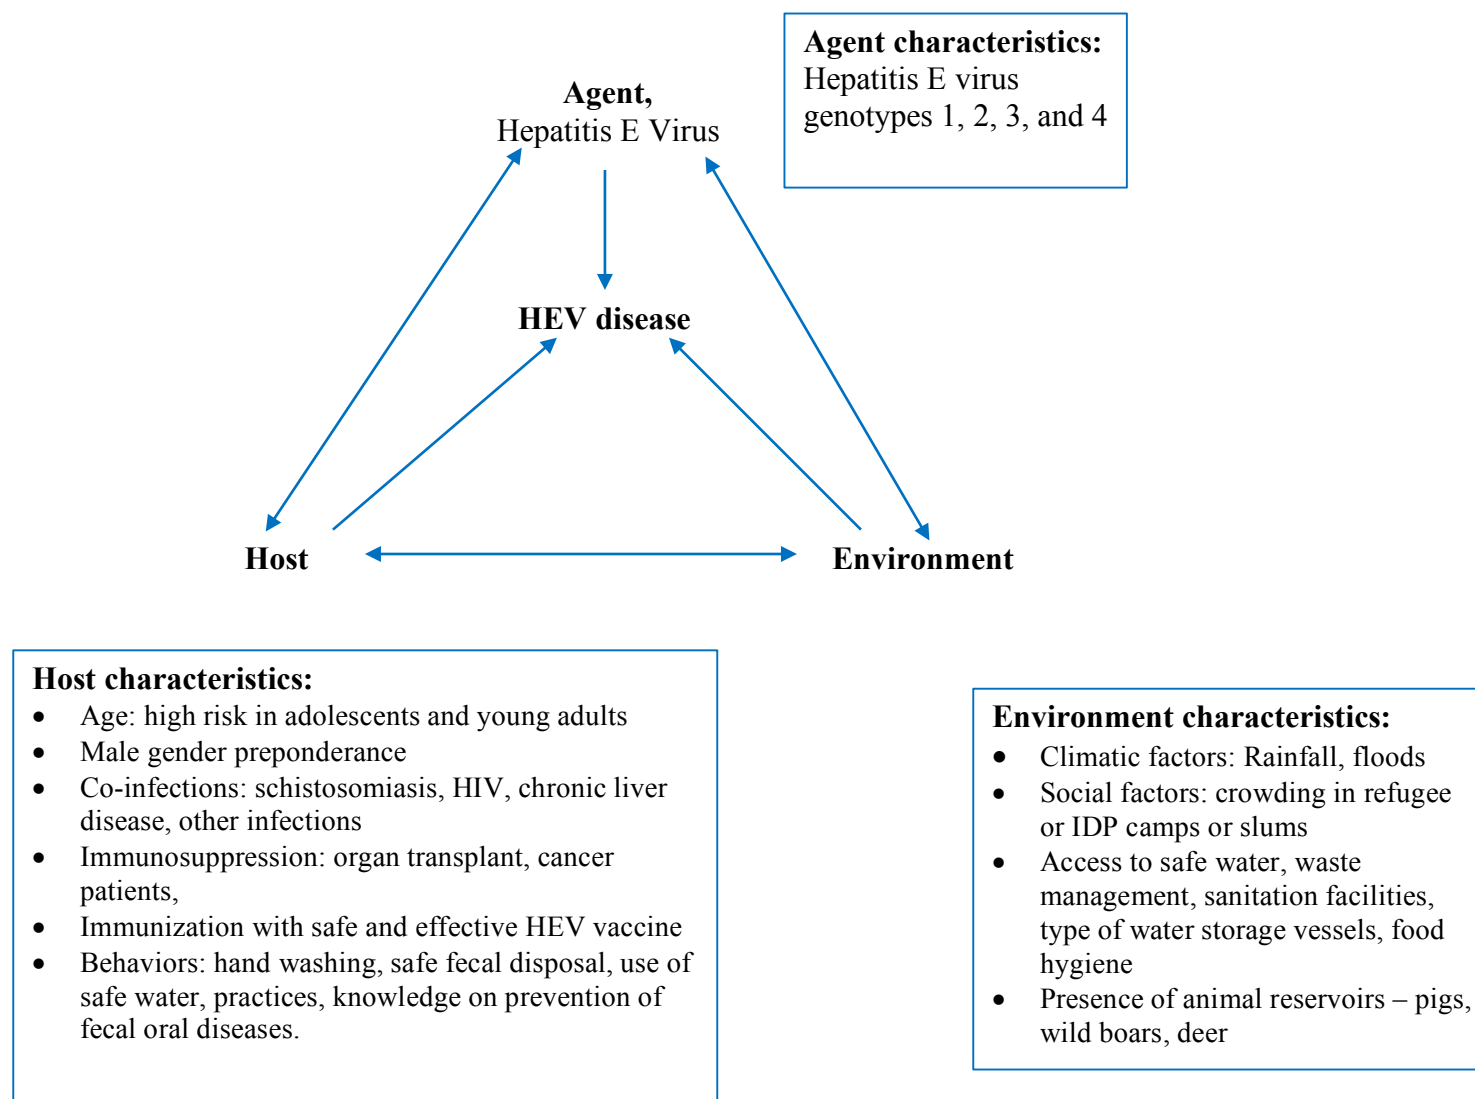 Agent characteristics:
Hepatitis E virus
genotypes 1, 2, 3, and 4
Agent,
Hepatitis E Virus
HEV disease
Host
Environment
Host characteristics:
• Age: high risk in adolescents and young adults
• Male gender preponderance
• Co-infections: schistosomiasis, HIV, chronic liver
disease, other infections
• Immunosuppression: organ transplant, cancer
patients,
• Immunization with safe and effective HEV vaccine
• Behaviors: hand washing, safe fecal disposal, use of
safe water, practices, knowledge on prevention of
fecal oral diseases.
Environment characteristics:
• Climatic factors: Rainfall, floods
• Social factors: crowding in refugee
or IDP camps or slums
• Access to safe water, waste
management, sanitation facilities,
type of water storage vessels, food
hygiene
• Presence of animal reservoirs – pigs,
wild boars, deer